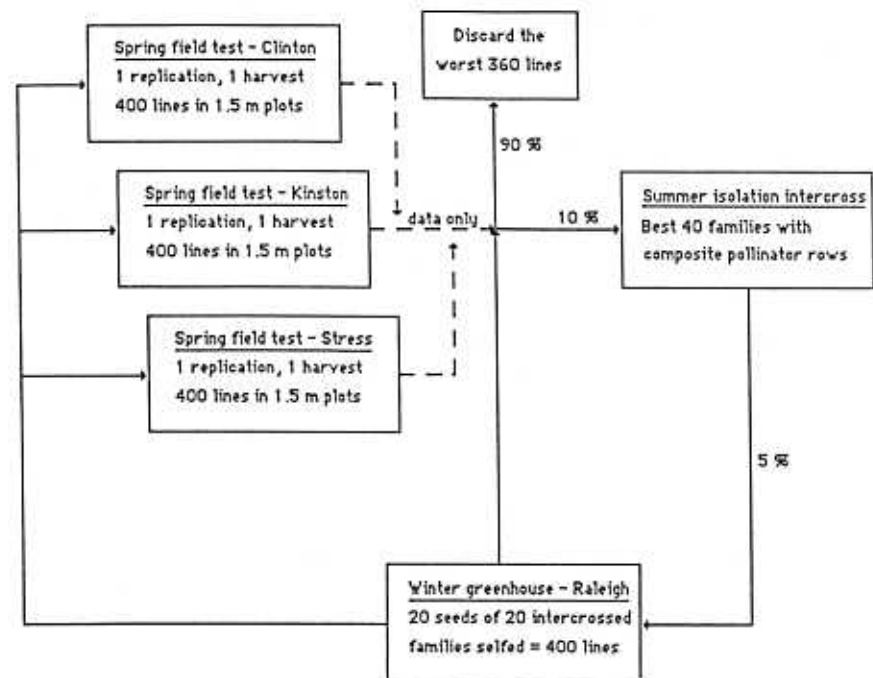 Spring field test - Clinton
1 replication, 1 harvest
400 lines in 1.5 m plots
Discard the
worst 360 lines
90 %
Spring field test - Kinston
1 replication, 1 harvest
400 lines in 1.5 m plots
data only
10 %
Summer isolation intercross
Best 40 families with
composite pollinator rows
Spring field test - Stress
1 replication, 1 harvest
400 lines in 1.5 m plots
5 %
Winter greenhouse - Raleigh
20 seeds of 20 intercrossed
families selfed = 400 lines